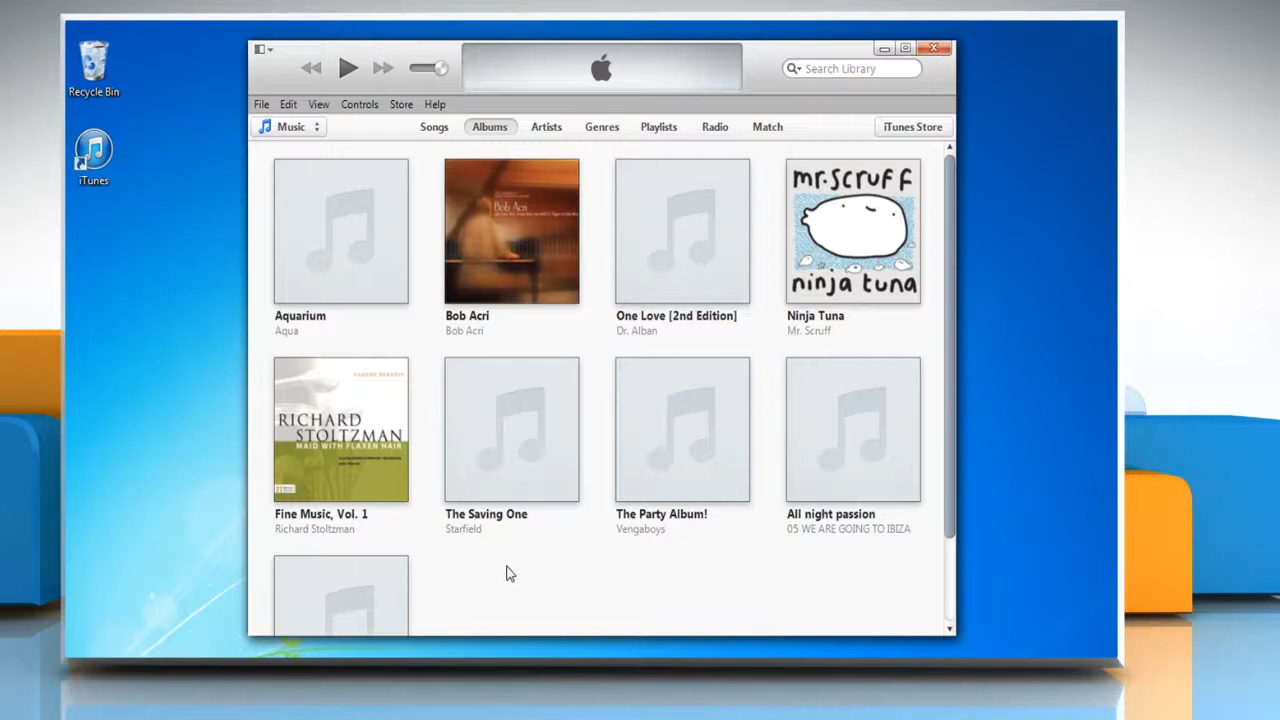 Recycle Bin
iTunes
Search Library
File Edit View Controls Store Help
Music Songs Albums Artists Genres Playlists Radio Match iTunes Store
Bob Acri
mr.scruff
ninja tuna
Aquarium
Aqua
Bob Acri
Bob Acri
One Love [2nd Edition]
Dr. Alban
Ninja Tuna
Mr. Scruff
RICHARD
STOLTZMAN
MAID WITH FLAXEN HAIR
Fine Music, Vol. 1
Richard Stoltzman
The Saving One
Starfield
The Party Album!
Vengaboys
All night passion
05 WE ARE GOING TO IBIZA